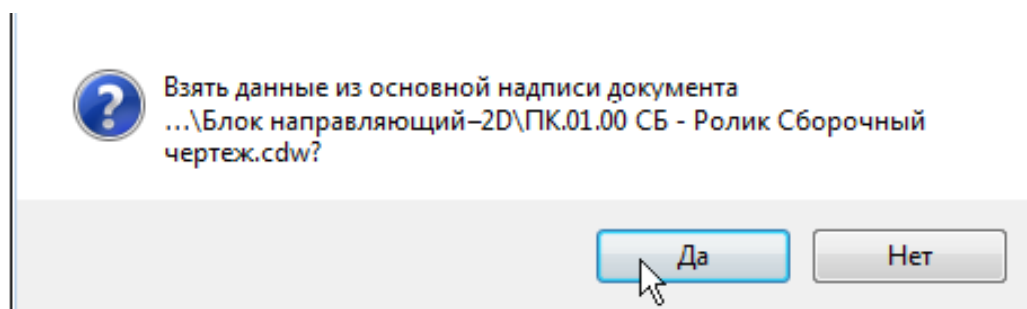 Взять данные из основной надписи документа
...\Блок направляющий–2D\ПК.01.00 СБ - Ролик Сборочный
чертеж.cdw?
Да Нет